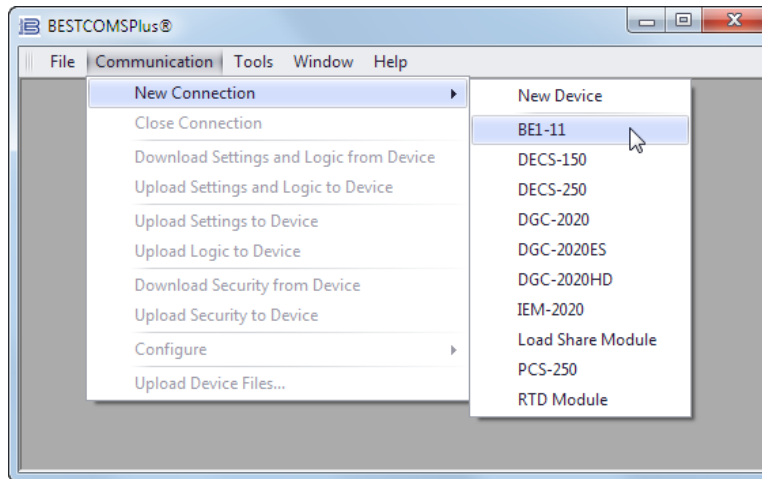 BESTCOMSPlus®
File Communication Tools Window Help
New Connection
Close Connection
Download Settings and Logic from Device
Upload Settings and Logic to Device
Upload Settings to Device
Upload Logic to Device
Download Security from Device
Upload Security to Device
Configure
Upload Device Files...
New Device
BE1-11
DECS-150
DECS-250
DGC-2020
DGC-2020ES
DGC-2020HD
IEM-2020
Load Share Module
PCS-250
RTD Module